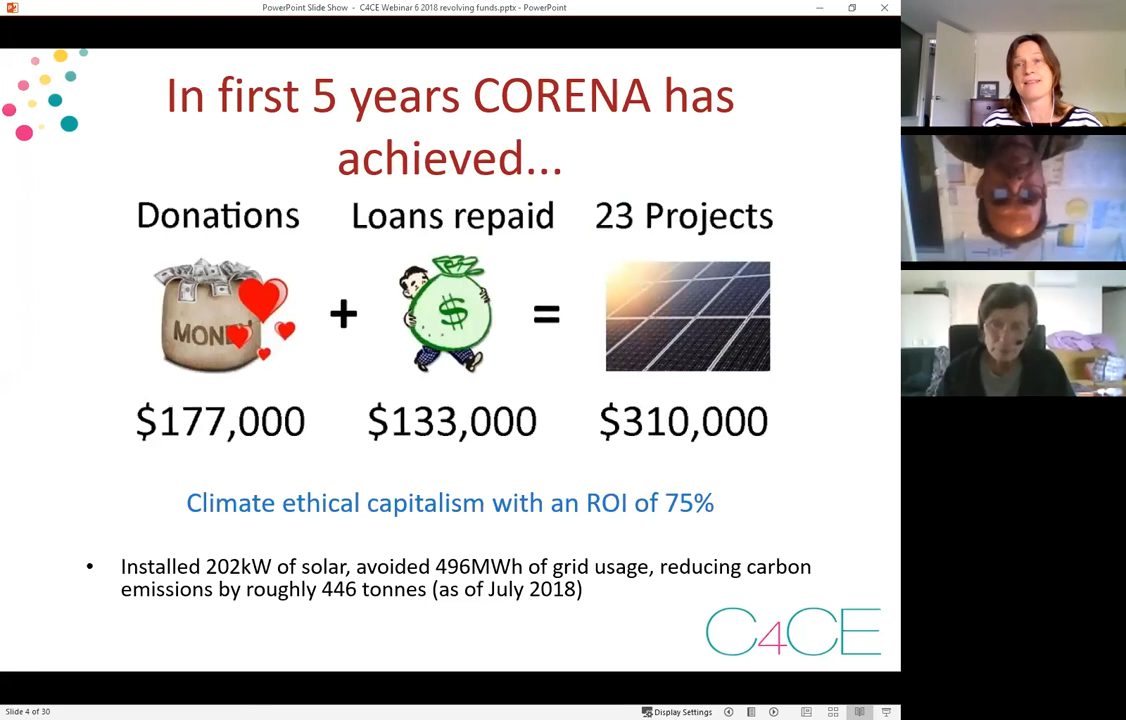 PowerPoint Slide Show - C4CE Webinar 6 2018 revolving funds.pptx - PowerPoint
In first 5 years CORENA has
achieved...
Donations
Loans repaid
23 Projects
MONEY
$
+
=
$177,000
$133,000
$310,000
Climate ethical capitalism with an ROI of 75%
• Installed 202kW of solar, avoided 496MWh of grid usage, reducing carbon
emissions by roughly 446 tonnes (as of July 2018)
C4CE
Slide 4 of 30
Display Settings